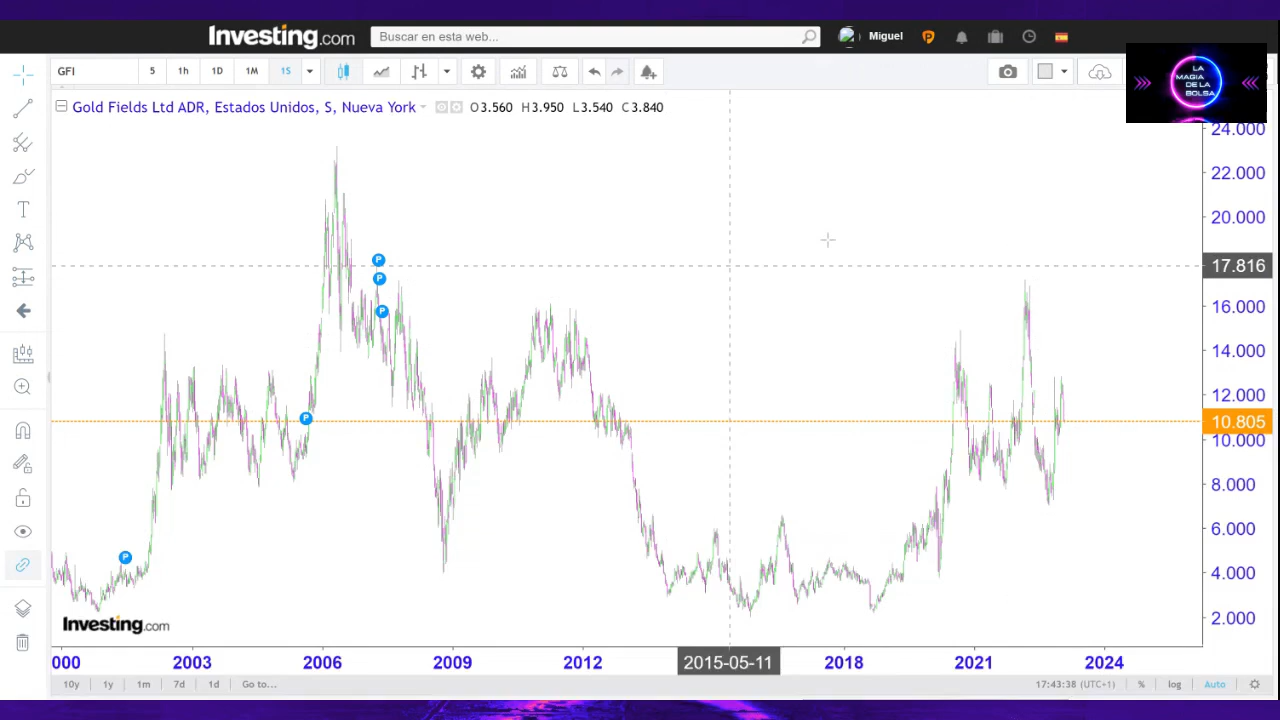 Investing.com
Buscar en esta web...
Miguel
P
GFI
5
1h
1D
1M
1S
LA
MAGIA
DE LA
BOLSA
Gold Fields Ltd ADR, Estados Unidos, S, Nueva York
O3.560 H3.950 L3.540 C3.840
24.000
22.000
20.000
17.816
16.000
14.000
12.000
10.805
10.000
8.000
6.000
4.000
2.000
P
P
P
P
P
T
Investing.com
000
2003
2006
2009
2012
2015-05-11
2018
2021
2024
10y
1y
1m
7d
1d
Go to...
17:43:38 (UTC+1)
%
log
Auto